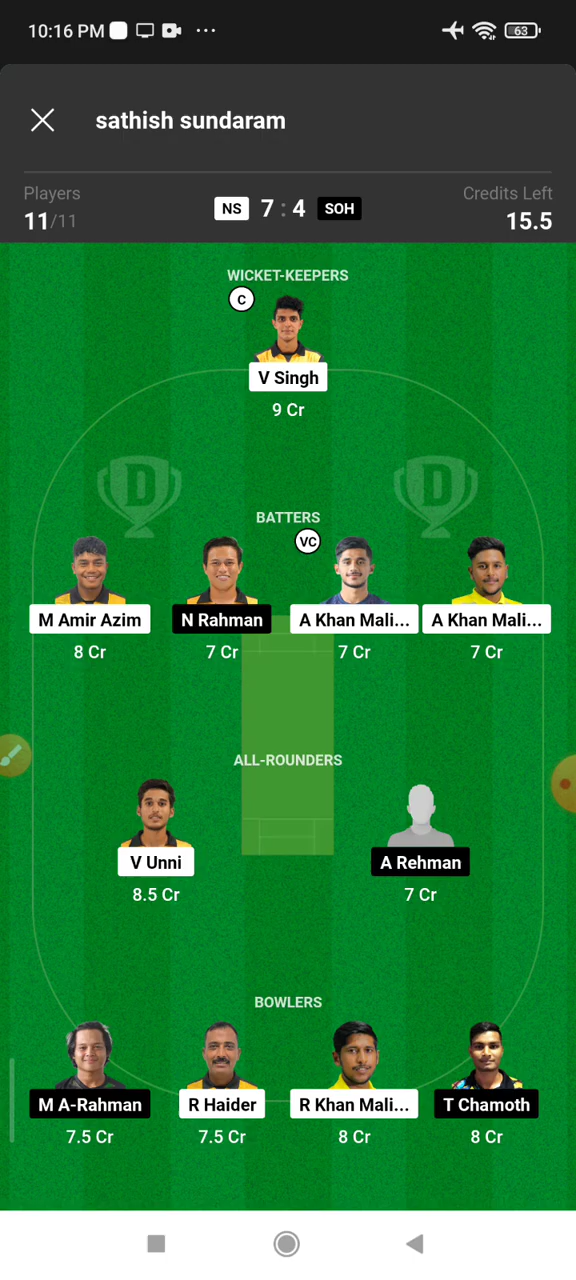 10:16 PM
63
sathish sundaram
Players
Credits Left
11/11
NS 7 : 4 SOH
15.5
WICKET-KEEPERS
C
V Singh
9 Cr
D D
BATTERS
VC
M Amir Azim
N Rahman
A Khan Mali...
A Khan Mali...
8 Cr
7 Cr
7 Cr
7 Cr
ALL-ROUNDERS
V Unni
A Rehman
8.5 Cr
7 Cr
BOWLERS
M A-Rahman
R Haider
R Khan Mali...
T Chamoth
7.5 Cr
7.5 Cr
8 Cr
8 Cr